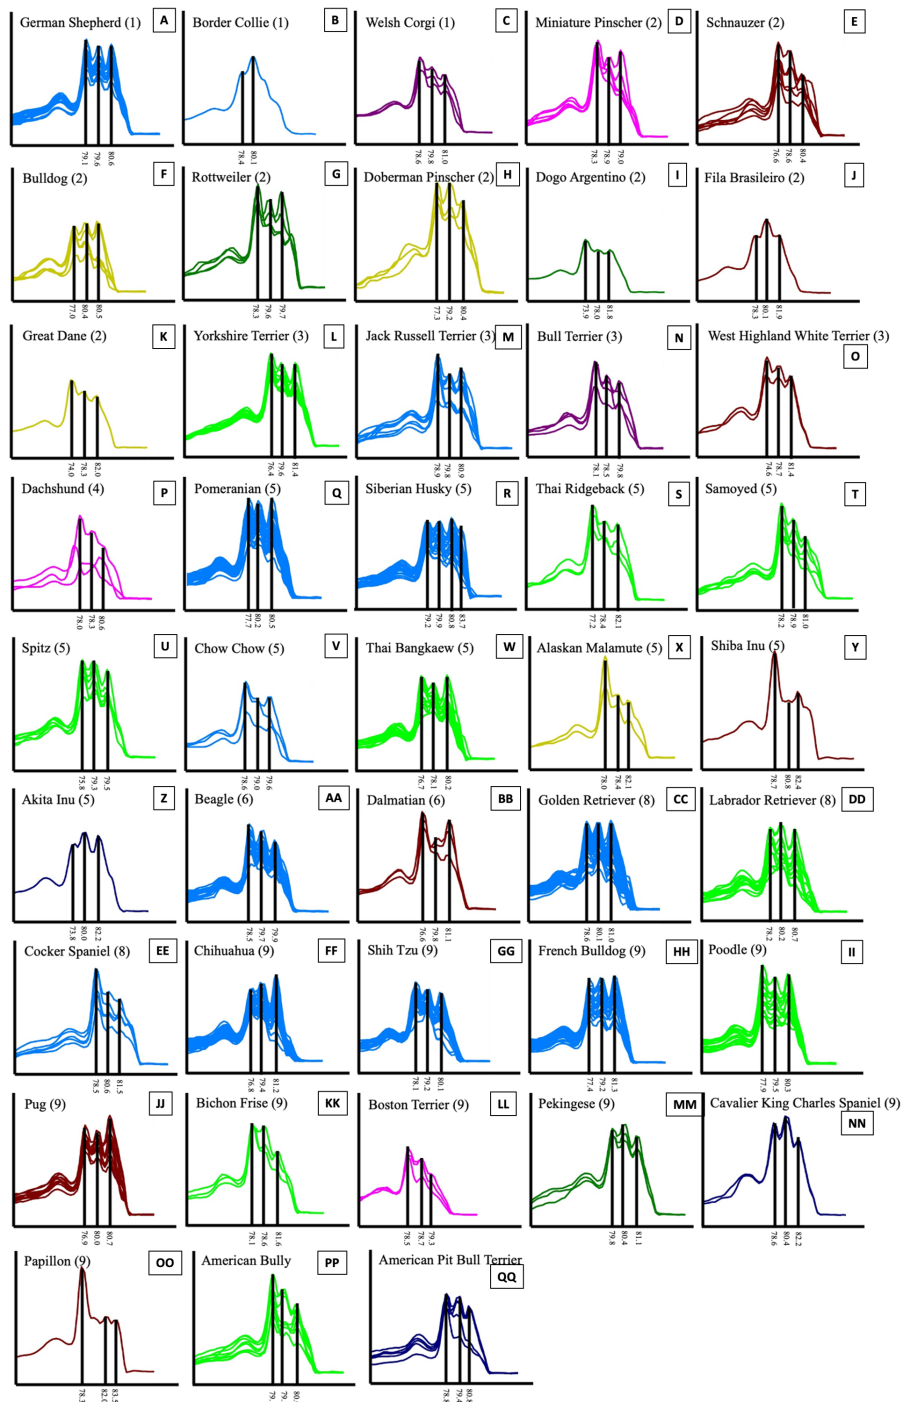 German Shepherd (1) A
Border Collie (1) B
Welsh Corgi (1) C
Miniature Pinscher (2) D
Schnauzer (2) E
79.1 79.6 80.6
78.4 80.1
78.6 79.8 81.0
78.3 78.9 79.0
76.6 78.6 80.4
Bulldog (2) F
Rottweiler (2) G
Doberman Pinscher (2) H
Dogo Argentino (2) I
Fila Brasileiro (2) J
77.0 80.4 80.5
78.3 79.6 79.7
77.3 79.2 80.4
73.9 78.0 81.8
78.3 80.1 81.9
Great Dane (2) K
Yorkshire Terrier (3) L
Jack Russell Terrier (3) M
Bull Terrier (3) N
West Highland White Terrier (3)
O
74.0 78.3 82.0
76.4 79.6 81.4
78.9 79.8 80.9
78.1 78.5 79.8
74.6 78.7 81.4
Dachshund (4) P
Pomeranian (5) Q
Siberian Husky (5) R
Thai Ridgeback (5) S
Samoyed (5) T
78.0 78.3 80.6
77.7 80.2 80.5
79.2 79.9 80.8 83.7
77.2 78.4 82.1
78.2 78.9 81.0
Spitz (5) U
Chow Chow (5) V
Thai Bangkaew (5) W
Alaskan Malamute (5) X
Shiba Inu (5) Y
75.8 79.3 79.5
78.6 79.0 79.6
76.7 78.1 80.2
78.0 78.4 82.1
78.7 80.8 82.4
Akita Inu (5) Z
Beagle (6) AA
Dalmatian (6) BB
Golden Retriever (8) CC
Labrador Retriever (8) DD
73.8 80.0 82.2
78.5 79.7 79.9
76.6 79.8 81.1
78.6 80.1 81.0
78.2 80.2 80.7
Cocker Spaniel (8) EE
Chihuahua (9) FF
Shih Tzu (9) GG
French Bulldog (9) HH
Poodle (9) II
78.5 80.6 81.5
76.8 79.4 81.2
78.1 79.2 80.1
77.4 79.2 81.3
77.9 79.5 80.3
Pug (9) JJ
Bichon Frise (9) KK
Boston Terrier (9) LL
Pekingese (9) MM
Cavalier King Charles Spaniel (9)
NN
76.9 80.0 80.7
78.1 78.6 81.6
78.5 78.7 79.3
79.8 80.4 81.1
78.6 80.4 82.2
Papillon (9) OO
American Bully PP
American Pit Bull Terrier
QQ